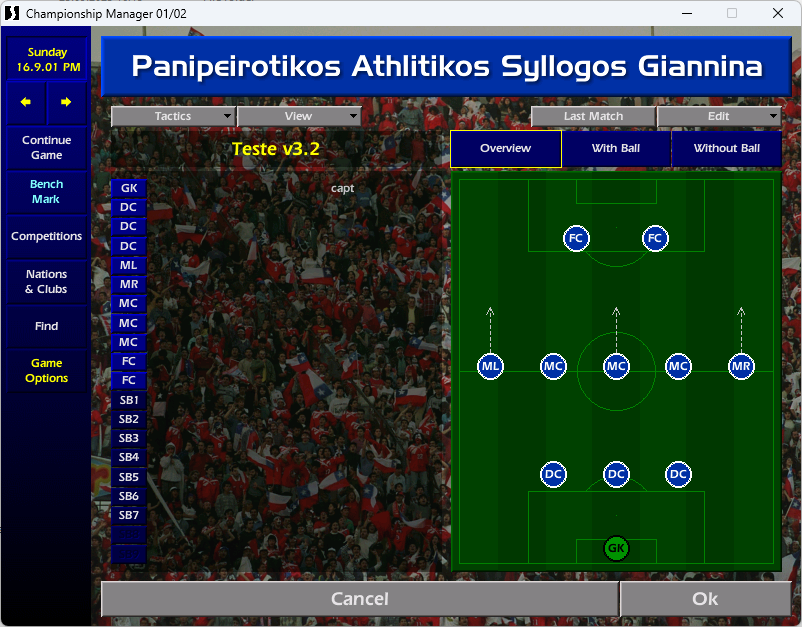 Championship Manager 01/02
Sunday
16.9.01 PM
Continue
Game
Bench
Mark
Competitions
Nations
& Clubs
Find
Game
Options
Panipeirotikos Athlitikos Syllogos Giannina
Tactics
View
Last Match
Edit
Teste v3.2
Overview
With Ball
Without Ball
GK
capt
DC
DC
DC
ML
MR
MC
MC
MC
FC
FC
SB1
SB2
SB3
SB4
SB5
SB6
SB7
FC FC
ML MC MC MC MR
DC DC DC
GK
Cancel
Ok